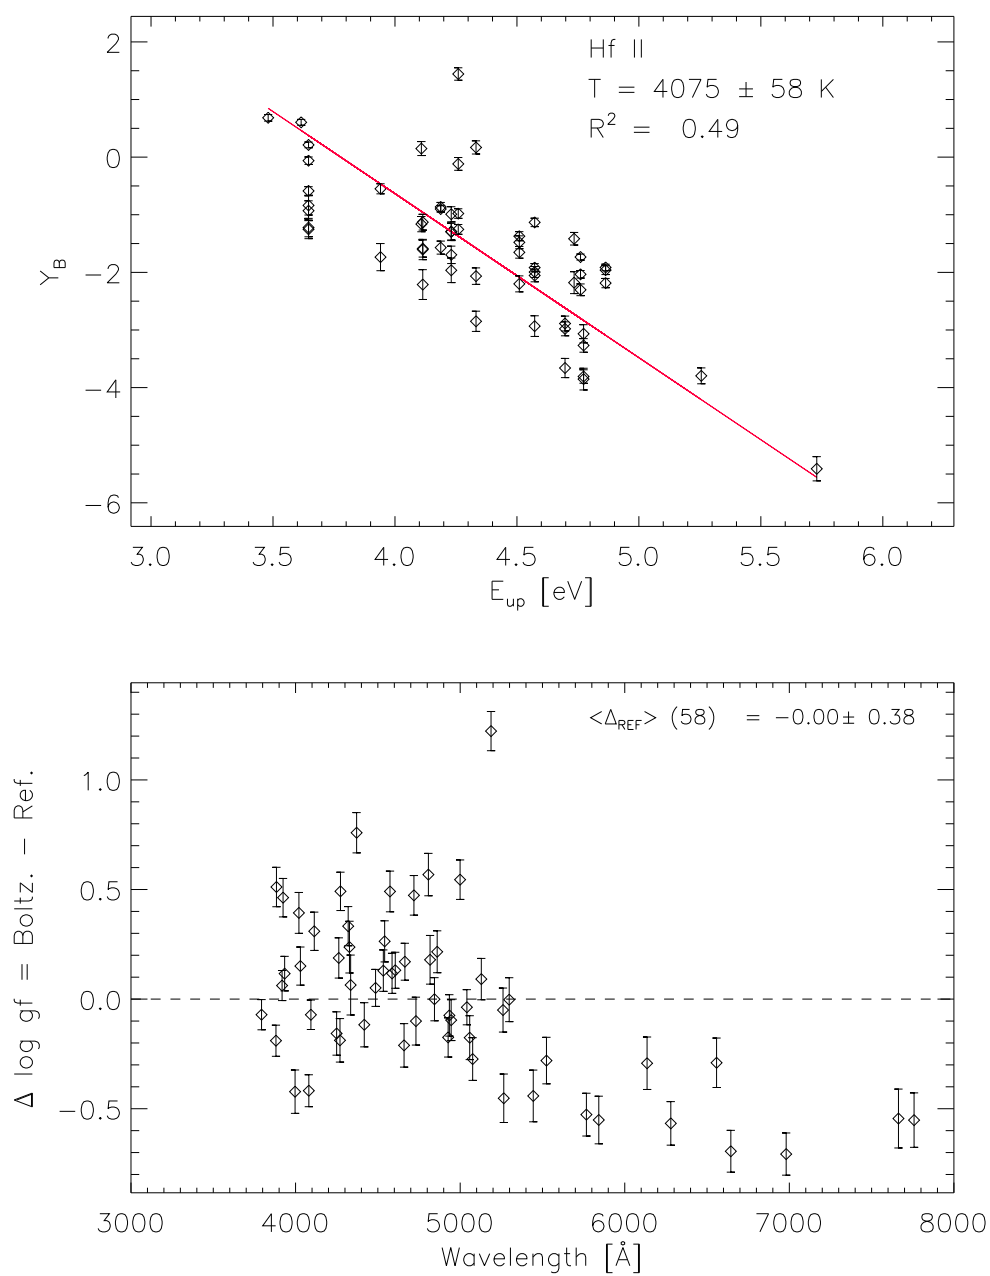 Hf II
T = 4075 ± 58 K
R² = 0.49
2
0
−2
−4
−6
Y_B
3.0 3.5 4.0 4.5 5.0 5.5 6.0
E_up [eV]
<Δ_REF> (58) = −0.00± 0.38
1.0
0.5
0.0
−0.5
Δ log gf = Boltz. − Ref.
3000 4000 5000 6000 7000 8000
Wavelength [Å]